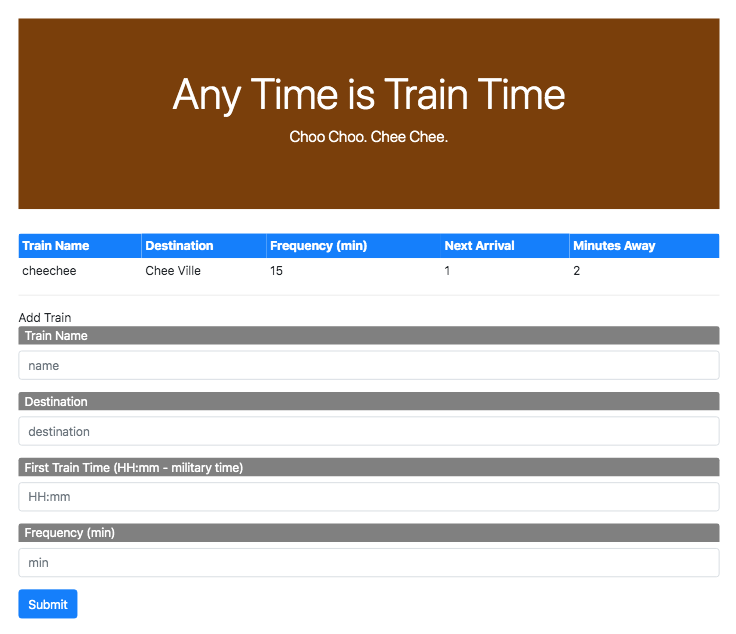 Any Time is Train Time
Choo Choo. Chee Chee.
Train Name Destination Frequency (min) Next Arrival Minutes Away
cheechee Chee Ville 15 1 2
Add Train
Train Name
name
Destination
destination
First Train Time (HH:mm - military time)
HH:mm
Frequency (min)
min
Submit